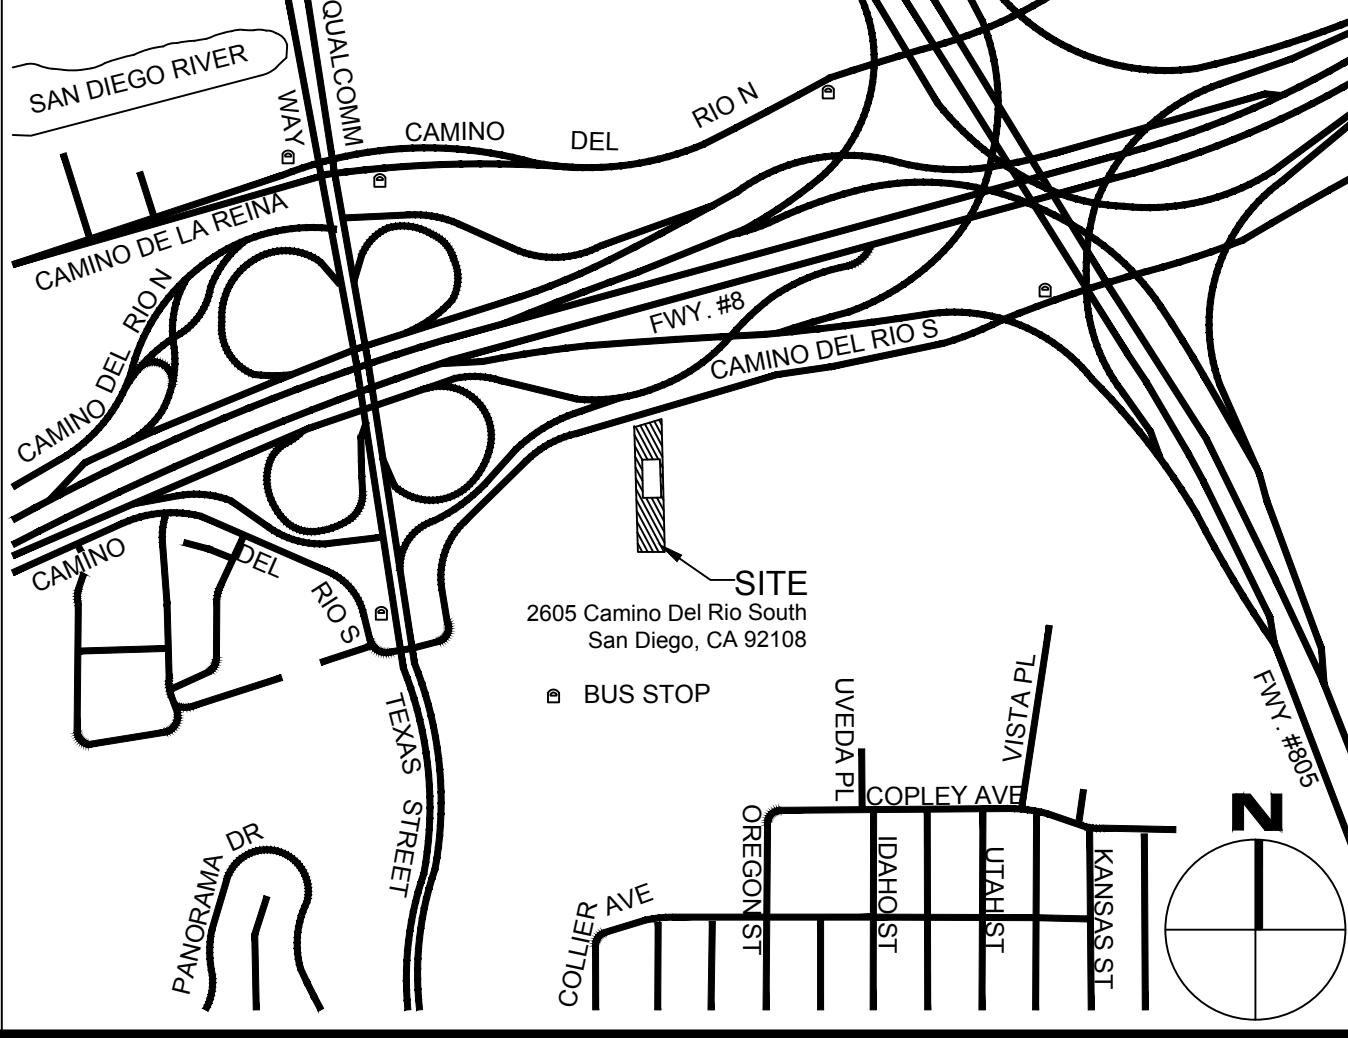 SAN DIEGO RIVER
QUALCOMM
WAY
CAMINO DEL RIO N
CAMINO DE LA REINA
CAMINO DEL RIO N
FWY. #8
CAMINO DEL RIO S
CAMINO DEL RIO S
SITE
2605 Camino Del Rio South
San Diego, CA 92108
BUS STOP
TEXAS STREET
UVEDA PL
VISTA PL
FWY. #805
COPLEY AVE
OREGON ST
IDAHO ST
UTAH ST
KANSAS ST
COLLIER AVE
PANORAMA DR
N